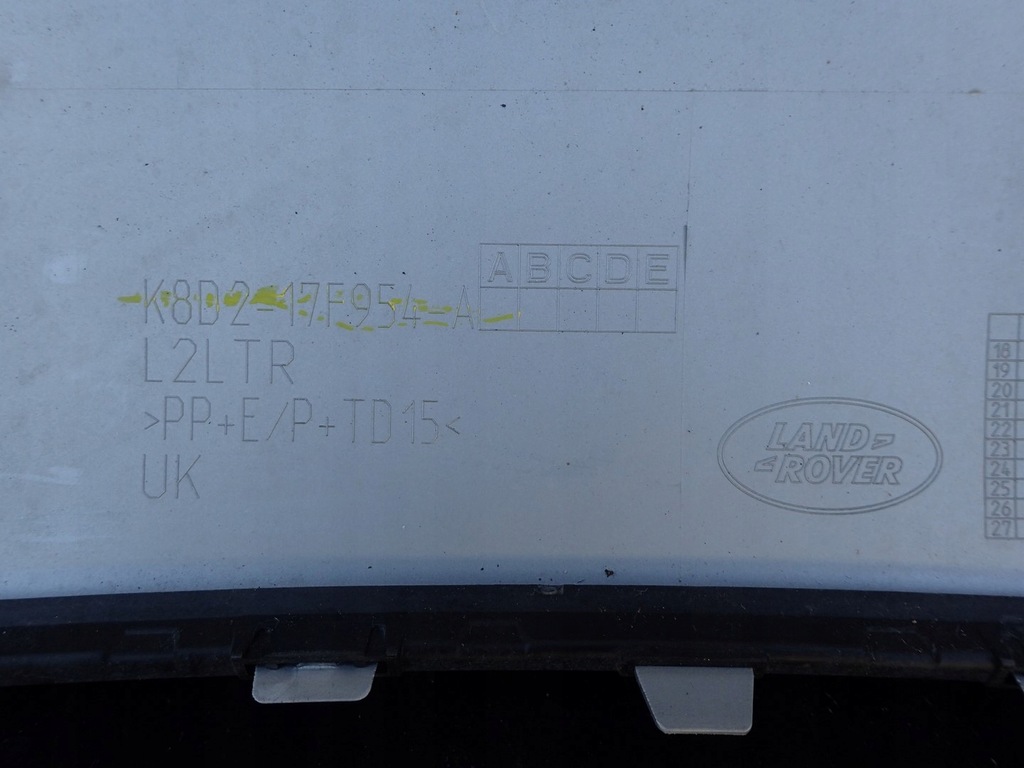 A B C D E
K8D2-17F954-A
L2LTR
>PP+E/P+TD15<
UK
LAND
ROVER
18
19
20
21
22
23
24
25
26
27